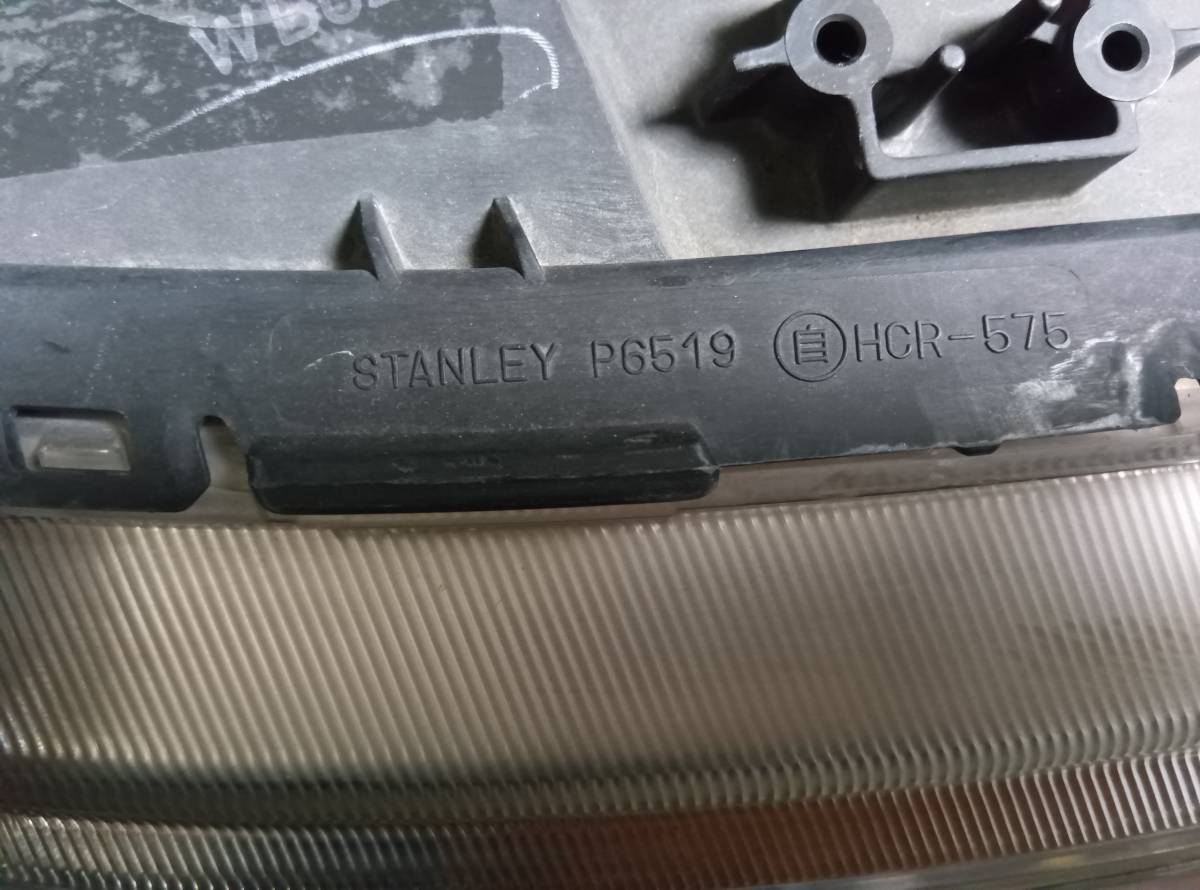 STANLEY P6519 自 HCR-575